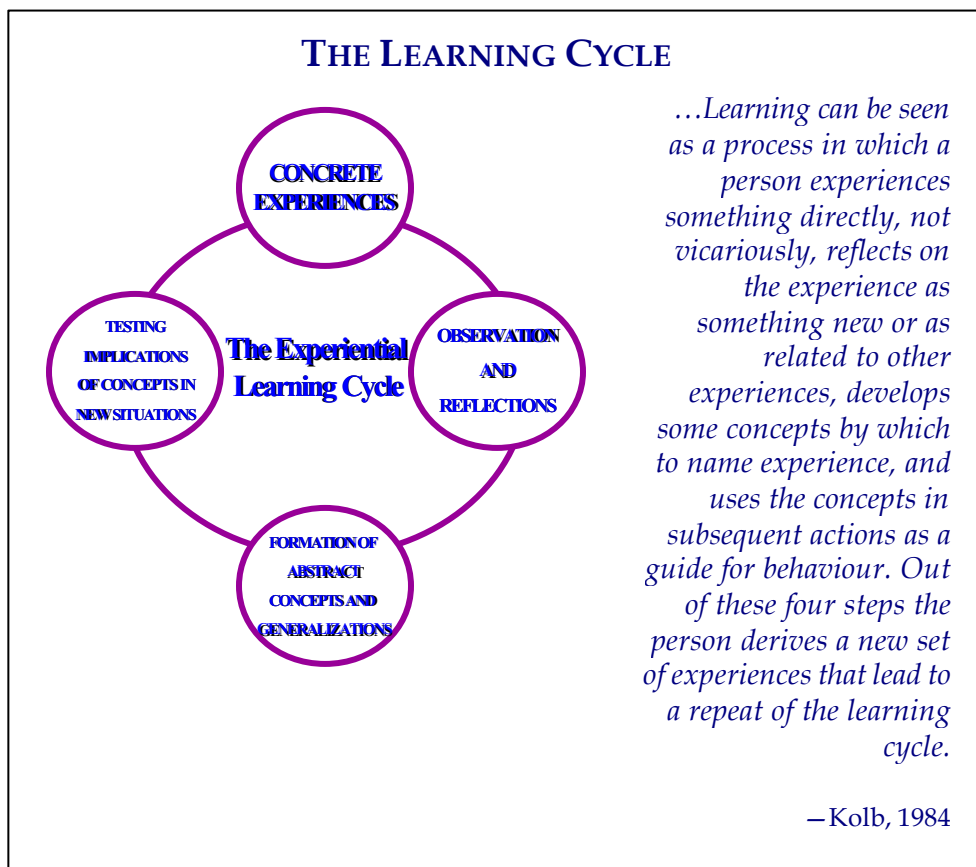 THE LEARNING CYCLE
CONCRETE
EXPERIENCES
OBSERVATION
AND
REFLECTIONS
FORMATION OF
ABSTRACT
CONCEPTS AND
GENERALIZATIONS
TESTING
IMPLICATIONS
OF CONCEPTS IN
NEW SITUATIONS
The Experiential
Learning Cycle
…Learning can be seen
as a process in which a
person experiences
something directly, not
vicariously, reflects on
the experience as
something new or as
related to other
experiences, develops
some concepts by which
to name experience, and
uses the concepts in
subsequent actions as a
guide for behaviour. Out
of these four steps the
person derives a new set
of experiences that lead to
a repeat of the learning
cycle.
—Kolb, 1984